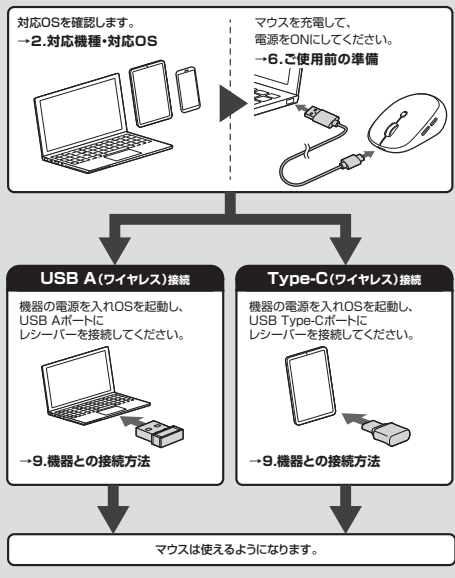 対応OSを確認します。
→2.対応機種・対応OS
マウスを充電して、
電源をONにしてください。
→6.ご使用前の準備
USB A(ワイヤレス)接続
機器の電源を入れOSを起動し、
USB Aポートに
レシーバーを接続してください。
→9.機器との接続方法
Type-C(ワイヤレス)接続
機器の電源を入れOSを起動し、
USB Type-Cポートに
レシーバーを接続してください。
→9.機器との接続方法
マウスは使えるようになります。